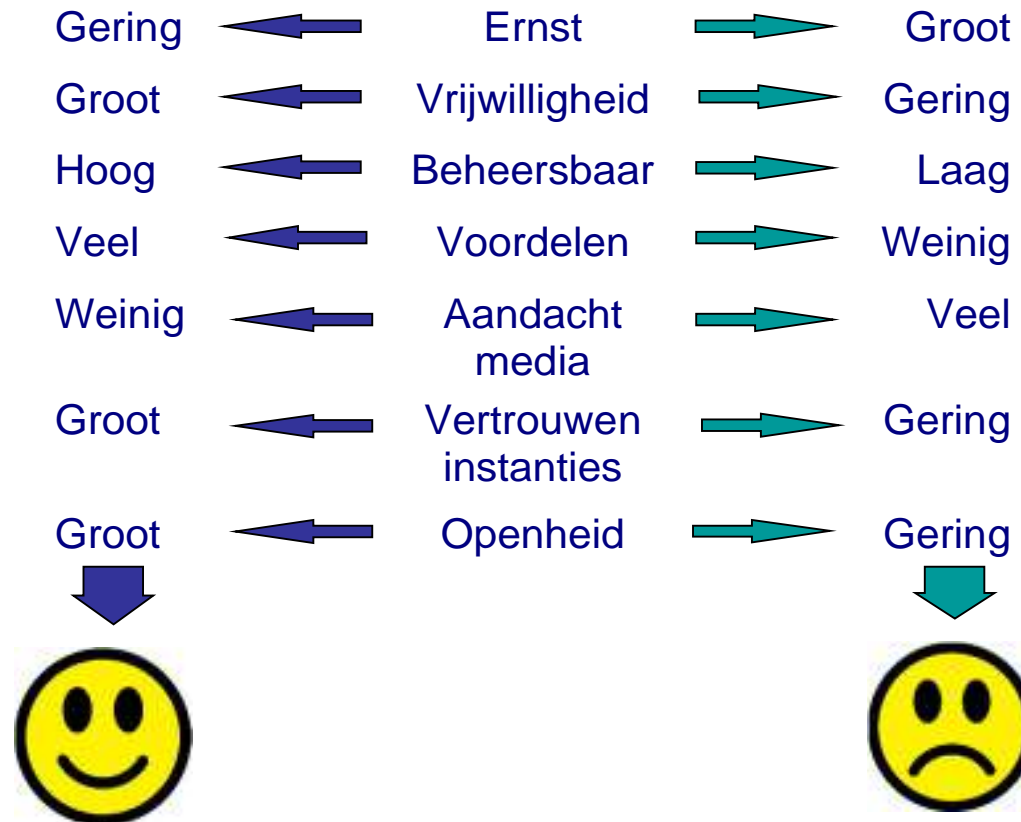 Gering Ernst Groot
Groot Vrijwilligheid Gering
Hoog Beheersbaar Laag
Veel Voordelen Weinig
Weinig Aandacht Veel
media
Groot Vertrouwen Gering
instanties
Groot Openheid Gering